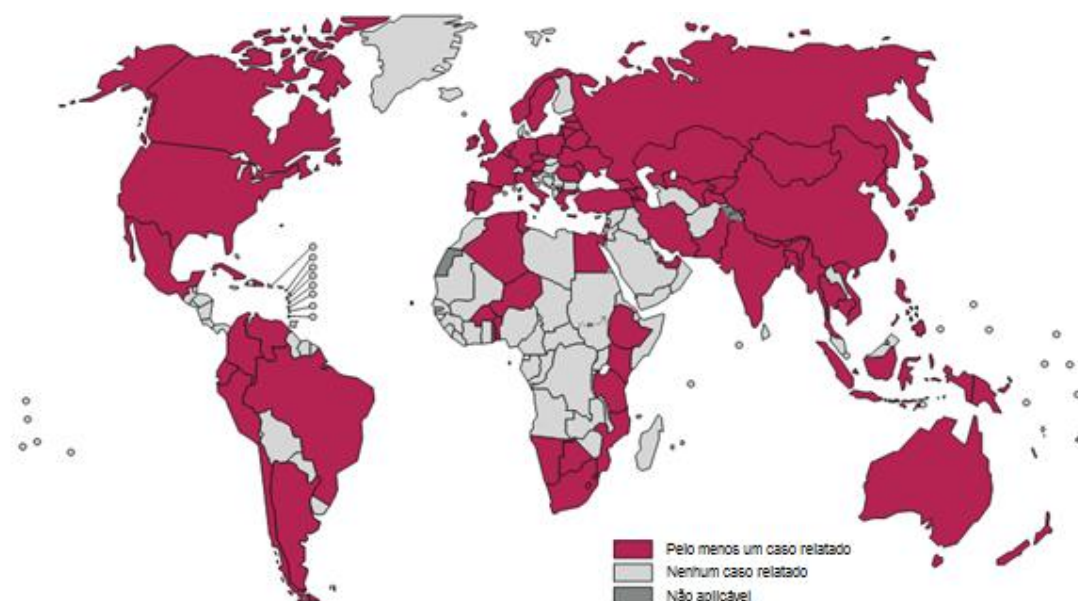 Pelo menos um caso relatado
Nenhum caso relatado
Não aplicável